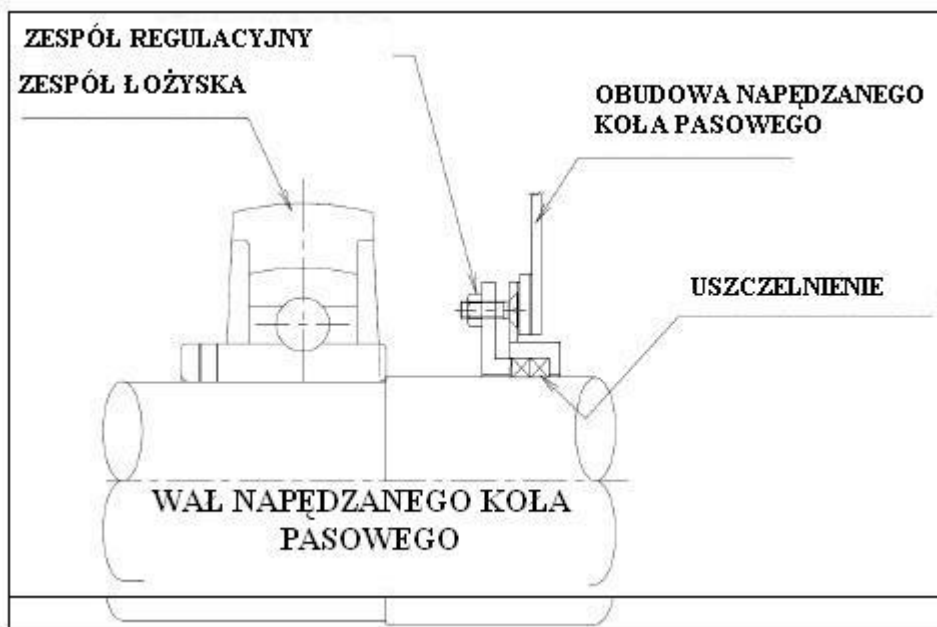 ZESPÓŁ REGULACYJNY
ZESPÓŁ ŁOŻYSKA
OBUDOWA NAPĘDZANEGO
KOŁA PASOWEGO
USZCZELNIENIE
WAŁ NAPĘDZANEGO KOŁA
PASOWEGO